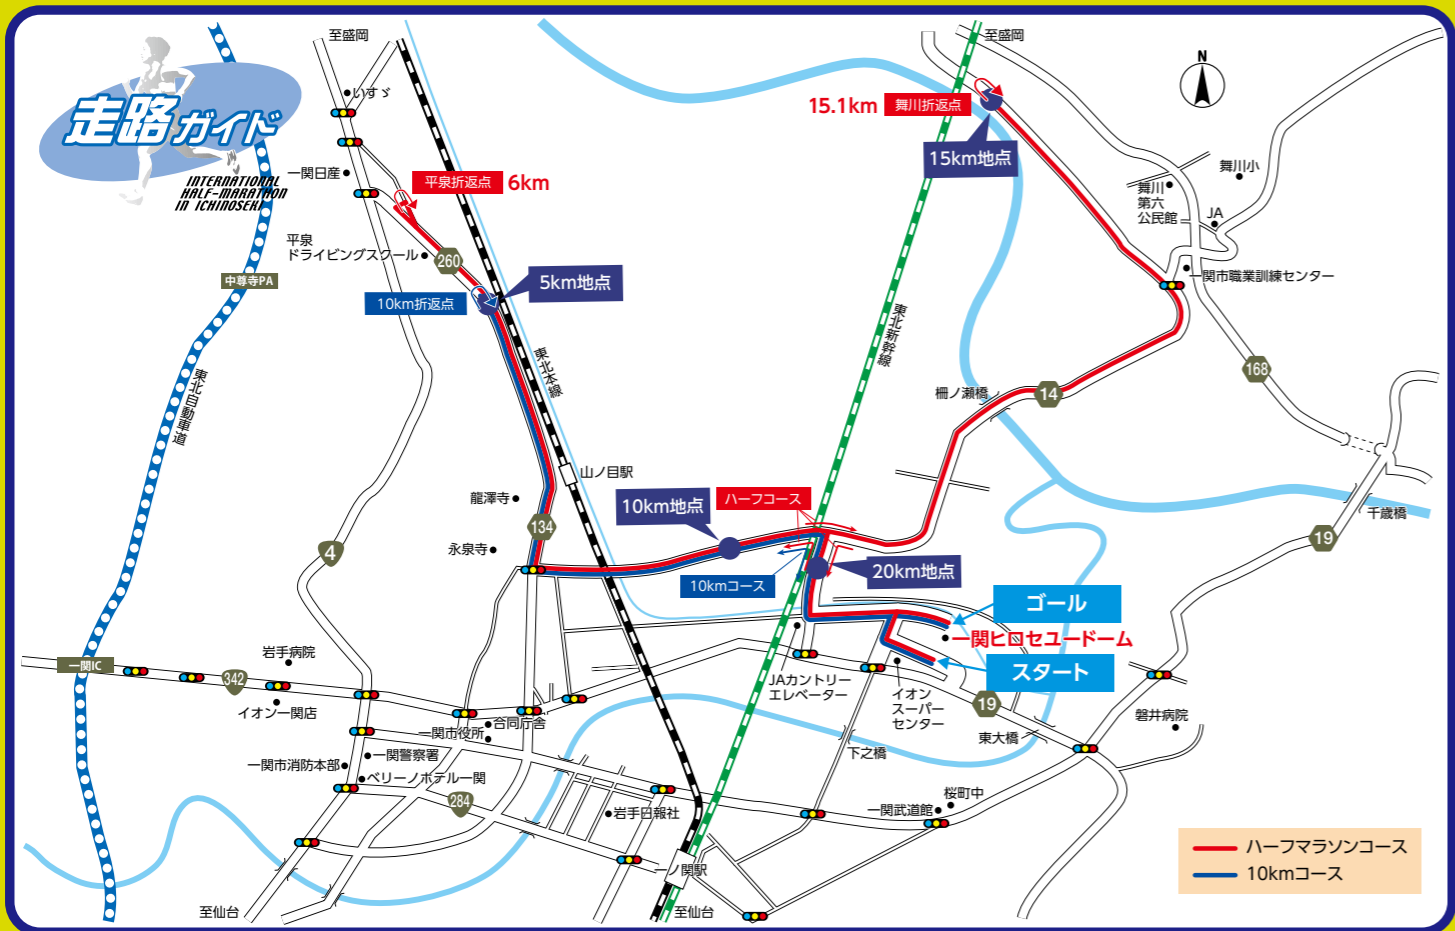 走路ガイド
INTERNATIONAL
HALF-MARATHON
IN ICHINOSEKI
至盛岡
いすゞ
一関日産
平泉折返点 6km
平泉
ドライビングスクール
260
中尊寺PA
10km折返点
5km地点
東北自動車道
東北本線
至盛岡
N
15.1km 舞川折返点
15km地点
舞川小
舞川
第六
公民館
JA
一関市職業訓練センター
東北新幹線
柵ノ瀬橋
14
168
山ノ目駅
龍澤寺
134
永泉寺
4
10km地点
ハーフコース
10kmコース
20km地点
千歳橋
19
ゴール
一関ヒロセユードーム
スタート
一関IC
岩手病院
342
イオン一関店
JAカントリー
エレベーター
イオン
スーパー
センター
19
東大橋
磐井病院
下之橋
合同庁舎
一関市役所
一関警察署
一関市消防本部
ベリーノホテル一関
284
岩手日報社
桜町中
一関武道館
一ノ関駅
至仙台
至仙台
ハーフマラソンコース
10kmコース